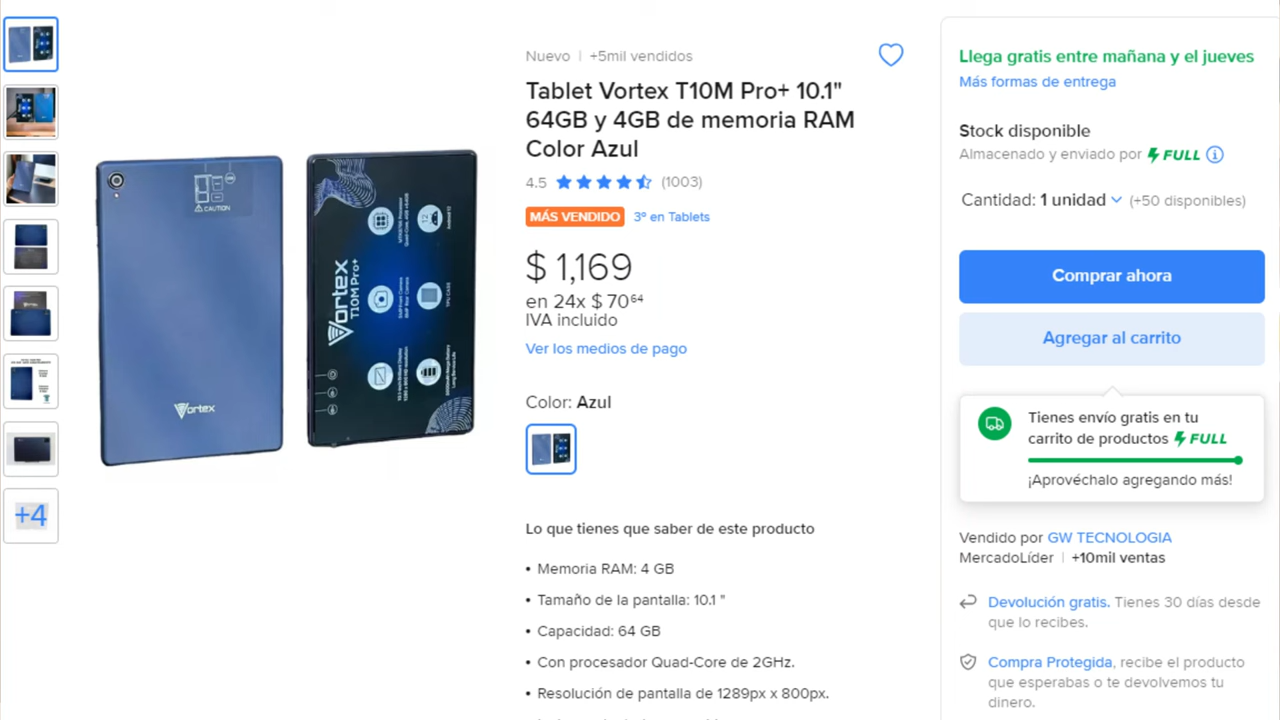 Nuevo | +5mil vendidos
Tablet Vortex T10M Pro+ 10.1"
64GB y 4GB de memoria RAM
Color Azul
4.5 (1003)
MÁS VENDIDO 3º en Tablets
$ 1,169
en 24x $ 70⁶⁴
IVA incluido
Ver los medios de pago
Color: Azul
Lo que tienes que saber de este producto
• Memoria RAM: 4 GB
• Tamaño de la pantalla: 10.1 "
• Capacidad: 64 GB
• Con procesador Quad-Core de 2GHz.
• Resolución de pantalla de 1289px x 800px.
+4
CAUTION
Vortex
Vortex
T10M Pro+
Llega gratis entre mañana y el jueves
Más formas de entrega
Stock disponible
Almacenado y enviado por FULL
Cantidad: 1 unidad (+50 disponibles)
Comprar ahora
Agregar al carrito
Tienes envío gratis en tu
carrito de productos FULL
¡Aprovéchalo agregando más!
Vendido por GW TECNOLOGIA
MercadoLíder | +10mil ventas
Devolución gratis. Tienes 30 días desde
que lo recibes.
Compra Protegida, recibe el producto
que esperabas o te devolvemos tu
dinero.